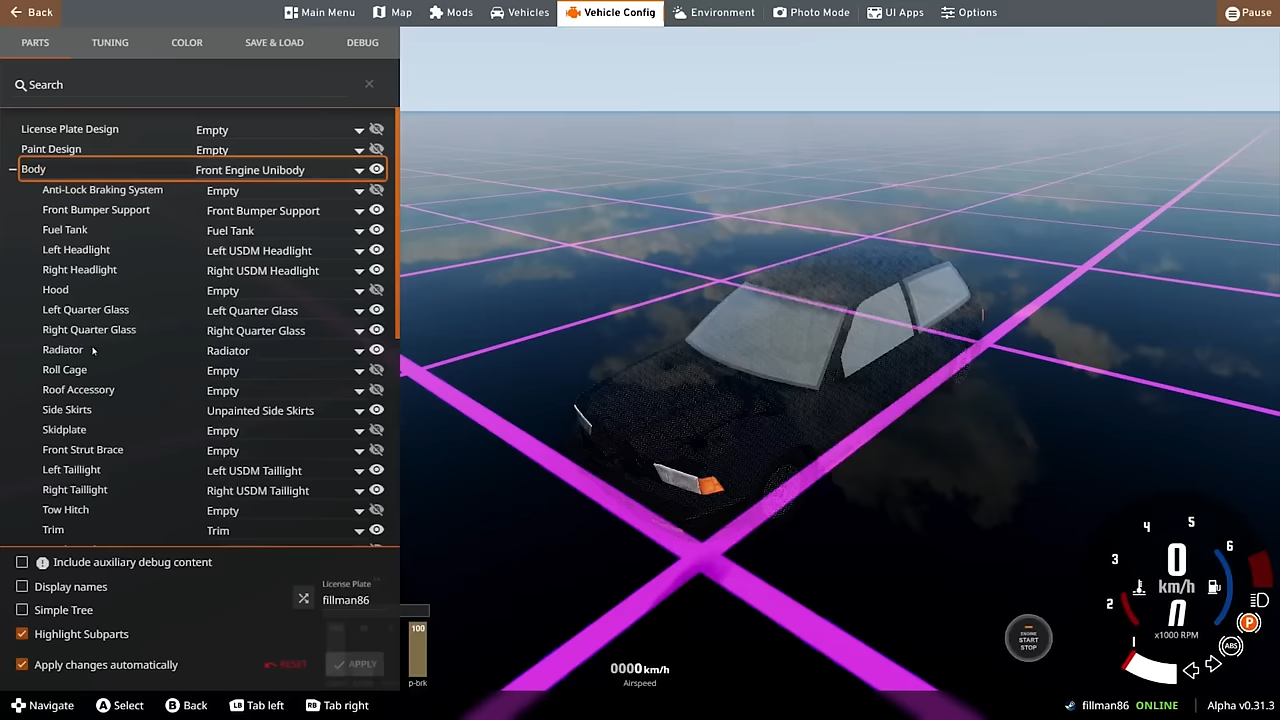 Back
Main Menu
Map
Mods
Vehicles
Vehicle Config
Environment
Photo Mode
UI Apps
Options
Pause
PARTS
TUNING
COLOR
SAVE & LOAD
DEBUG
Search
License Plate Design Empty
Paint Design Empty
Body Front Engine Unibody
Anti-Lock Braking System Empty
Front Bumper Support Front Bumper Support
Fuel Tank Fuel Tank
Left Headlight Left USDM Headlight
Right Headlight Right USDM Headlight
Hood Empty
Left Quarter Glass Left Quarter Glass
Right Quarter Glass Right Quarter Glass
Radiator Radiator
Roll Cage Empty
Roof Accessory Empty
Side Skirts Unpainted Side Skirts
Skidplate Empty
Front Strut Brace Empty
Left Taillight Left USDM Taillight
Right Taillight Right USDM Taillight
Tow Hitch Empty
Trim Trim
Include auxiliary debug content
Display names
Simple Tree
Highlight Subparts
Apply changes automatically
License Plate
fillman86
RESET
APPLY
100
p-brk
0000 km/h
Airspeed
ENGINE
START
STOP
1
2
3
4
5
6
0
km/h
0
x1000 RPM
P
ABS
Navigate
A Select
B Back
LB Tab left
RB Tab right
fillman86 ONLINE
Alpha v0.31.3